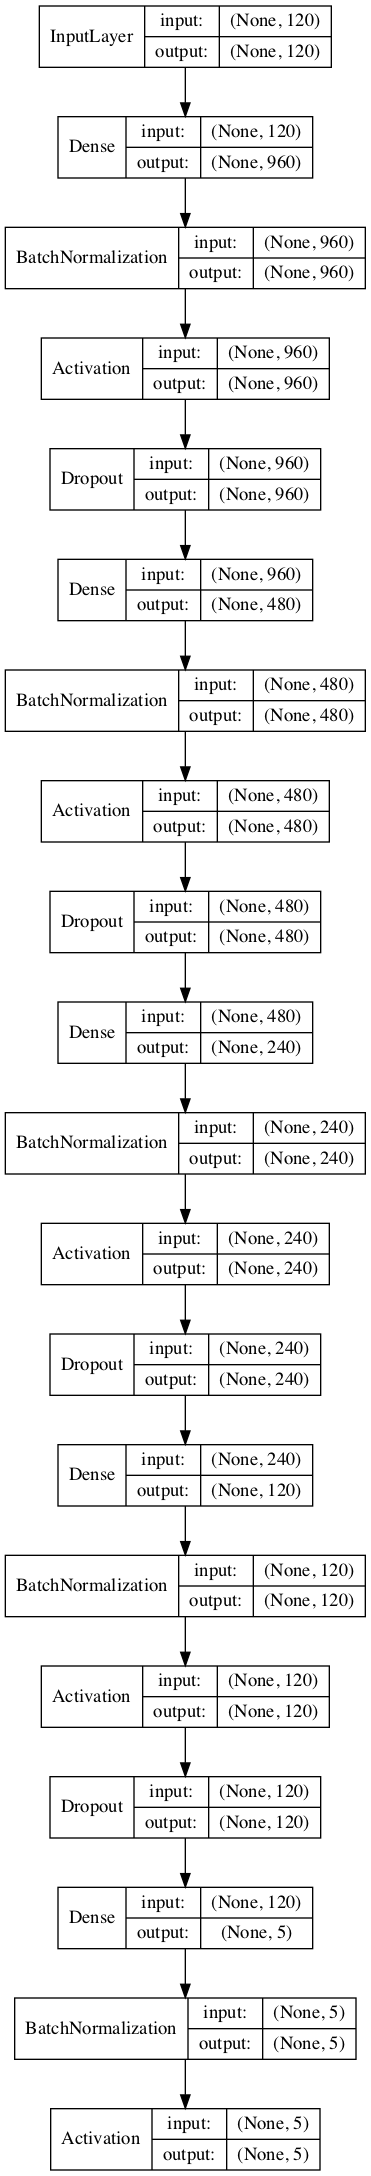 InputLayer
input: (None, 120)
output: (None, 120)
Dense
input: (None, 120)
output: (None, 960)
BatchNormalization
input: (None, 960)
output: (None, 960)
Activation
input: (None, 960)
output: (None, 960)
Dropout
input: (None, 960)
output: (None, 960)
Dense
input: (None, 960)
output: (None, 480)
BatchNormalization
input: (None, 480)
output: (None, 480)
Activation
input: (None, 480)
output: (None, 480)
Dropout
input: (None, 480)
output: (None, 480)
Dense
input: (None, 480)
output: (None, 240)
BatchNormalization
input: (None, 240)
output: (None, 240)
Activation
input: (None, 240)
output: (None, 240)
Dropout
input: (None, 240)
output: (None, 240)
Dense
input: (None, 240)
output: (None, 120)
BatchNormalization
input: (None, 120)
output: (None, 120)
Activation
input: (None, 120)
output: (None, 120)
Dropout
input: (None, 120)
output: (None, 120)
Dense
input: (None, 120)
output: (None, 5)
BatchNormalization
input: (None, 5)
output: (None, 5)
Activation
input: (None, 5)
output: (None, 5)